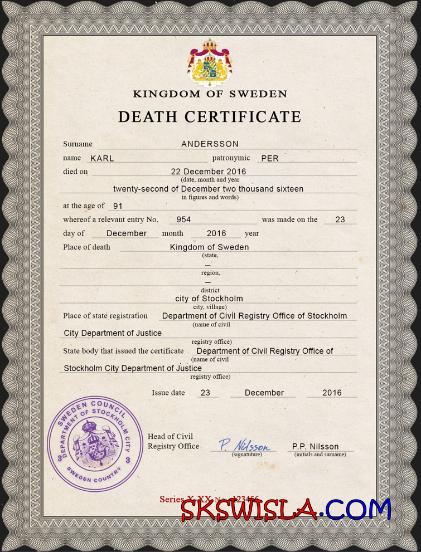 KINGDOM OF SWEDEN
DEATH CERTIFICATE
Surname ANDERSSON
name KARL patronymic PER
died on 22 December 2016
(date, month and year
twenty-second of December two thousand sixteen
in figures and words)
at the age of 91
whereof a relevant entry No. 954 was made on the 23
day of December month 2016 year
Place of death Kingdom of Sweden
(state,
—
region,
—
district
city of Stockholm
city, village)
Place of state registration Department of Civil Registry Office of Stockholm
(name of civil
City Department of Justice
registry office)
State body that issued the certificate Department of Civil Registry Office of
(name of civil
Stockholm City Department of Justice
registry office)
Issue date 23 December 2016
SWEDEN COUNCIL
DEPARTMENT OF STOCKHOLM CITY
SWEDEN COUNTRY
Head of Civil
Registry Office P. Nilsson P.P. Nilsson
(signature) (initials and surname)
Series X-XX No. 123456
SKSWISLA.COM